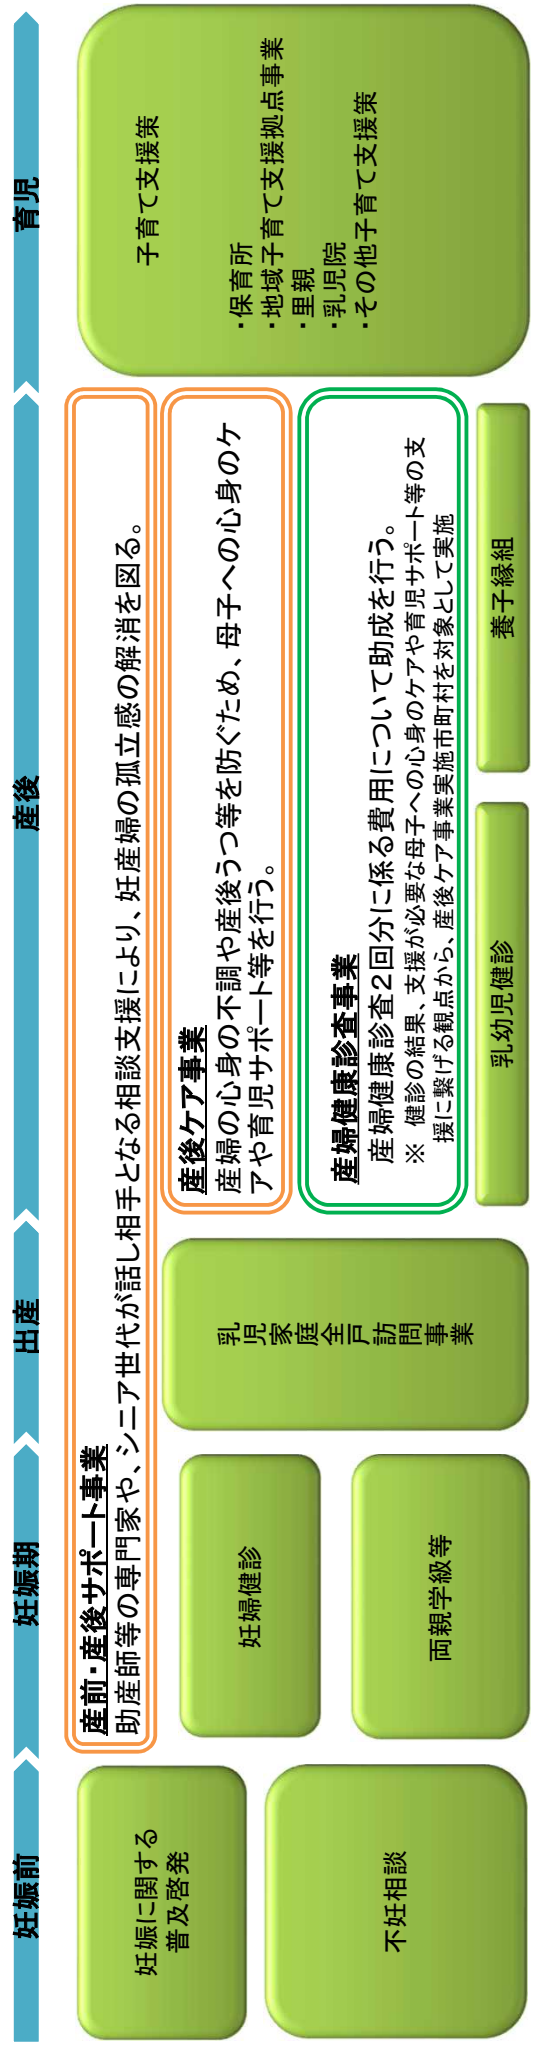 妊娠前
妊娠期
出産
産後
育児
産前・産後サポート事業
助産師等の専門家や、シニア世代が話し相手となる相談支援により、妊産婦の孤立感の解消を図る。
妊娠に関する
普及啓発
不妊相談
妊婦健診
両親学級等
乳児家庭全戸訪問事業
産後ケア事業
産婦の心身の不調や産後うつ等を防ぐため、母子への心身のケ
アや育児サポート等を行う。
産婦健康診査事業
産婦健康診査２回分に係る費用について助成を行う。
※ 健診の結果、支援が必要な母子への心身のケアや育児サポート等の支
援に繋げる観点から、産後ケア事業実施市町村を対象として実施
乳幼児健診
養子縁組
子育て支援策
・保育所
・地域子育て支援拠点事業
・里親
・乳児院
・その他子育て支援策